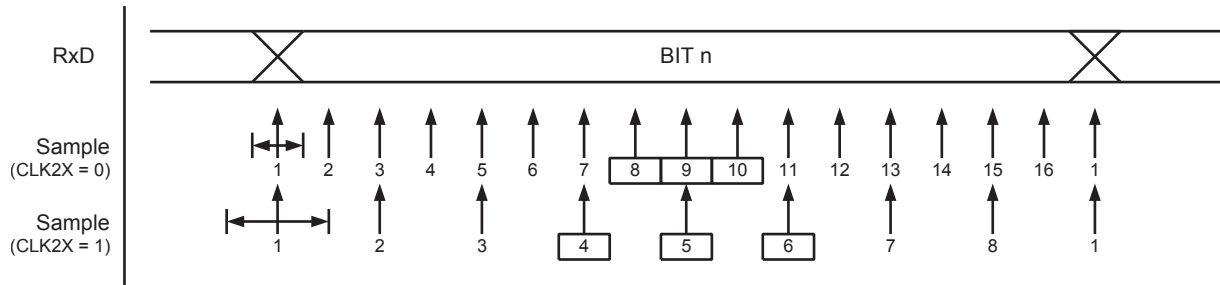 RxD
BIT n
Sample
(CLK2X = 0)
1 2 3 4 5 6 7 8 9 10 11 12 13 14 15 16 1
Sample
(CLK2X = 1)
1 2 3 4 5 6 7 8 1